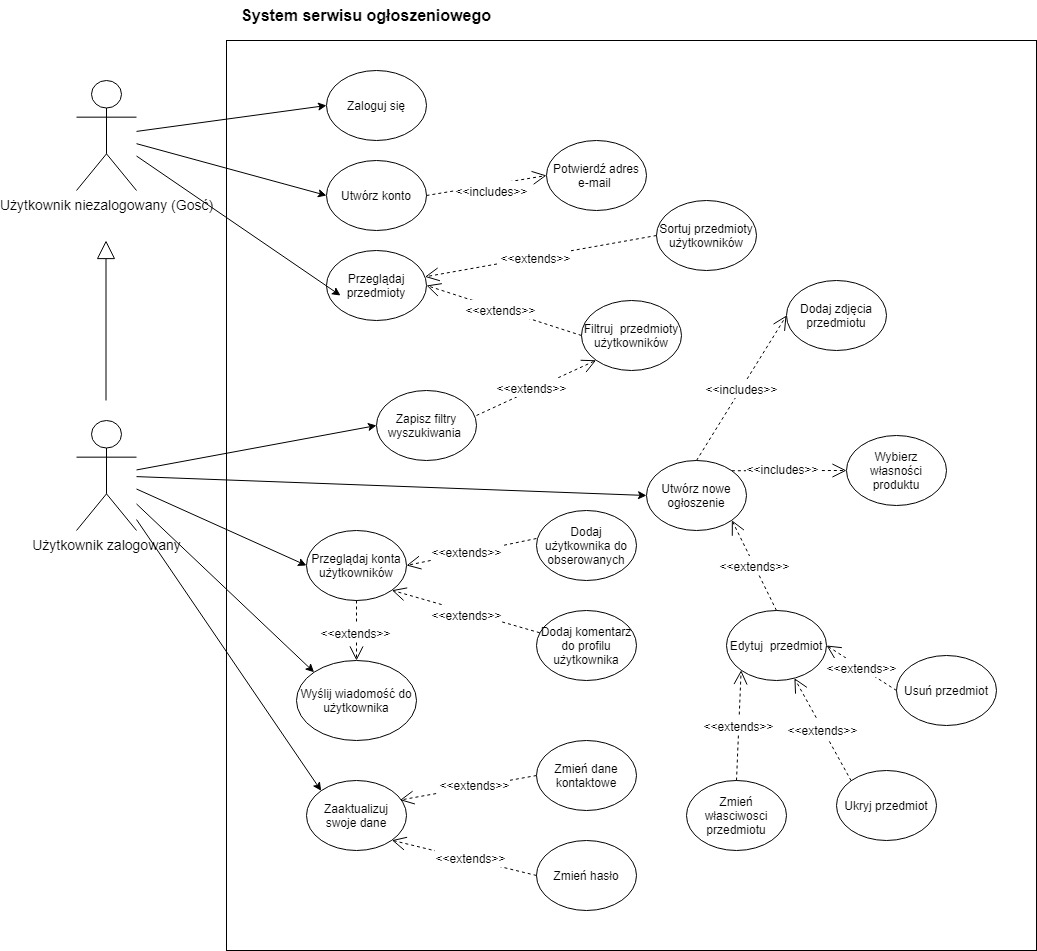 System serwisu ogłoszeniowego
Zaloguj się
Użytkownik niezalogowany (Gość)
Utwórz konto
<<includes>>
Potwierdź adres
e-mail
Przeglądaj
przedmioty
<<extends>>
Sortuj przedmioty
użytkowników
<<extends>>
Filtruj przedmioty
użytkowników
Dodaj zdjęcia
przedmiotu
<<extends>>
<<includes>>
Zapisz filtry
wyszukiwania
Użytkownik zalogowany
Utwórz nowe
ogłoszenie
<<includes>>
Wybierz
własności
produktu
Przeglądaj konta
użytkowników
<<extends>>
Dodaj
użytkownika do
obserowanych
<<extends>>
<<extends>>
Dodaj komentarz
do profilu
użytkownika
<<extends>>
Edytuj przedmiot
Wyślij wiadomość do
użytkownika
<<extends>>
Usuń przedmiot
<<extends>>
<<extends>>
Zaaktualizuj
swoje dane
<<extends>>
Zmień dane
kontaktowe
Zmień
własciwosci
przedmiotu
Ukryj przedmiot
<<extends>>
Zmień hasło